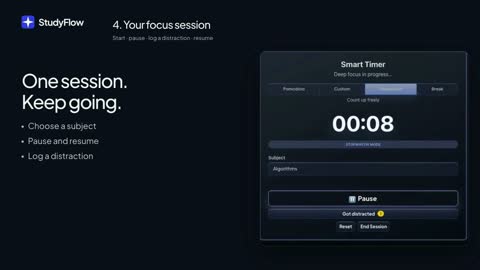 StudyFlow
4. Your focus session
Start · pause · log a distraction · resume
One session.
Keep going.
• Choose a subject
• Pause and resume
• Log a distraction
Smart Timer
Deep focus in progress...
Pomodoro
Custom
Stopwatch
Break
Count up freely
00:08
STOPWATCH MODE
Subject
Algorithms
Pause
Got distracted
Reset
End Session